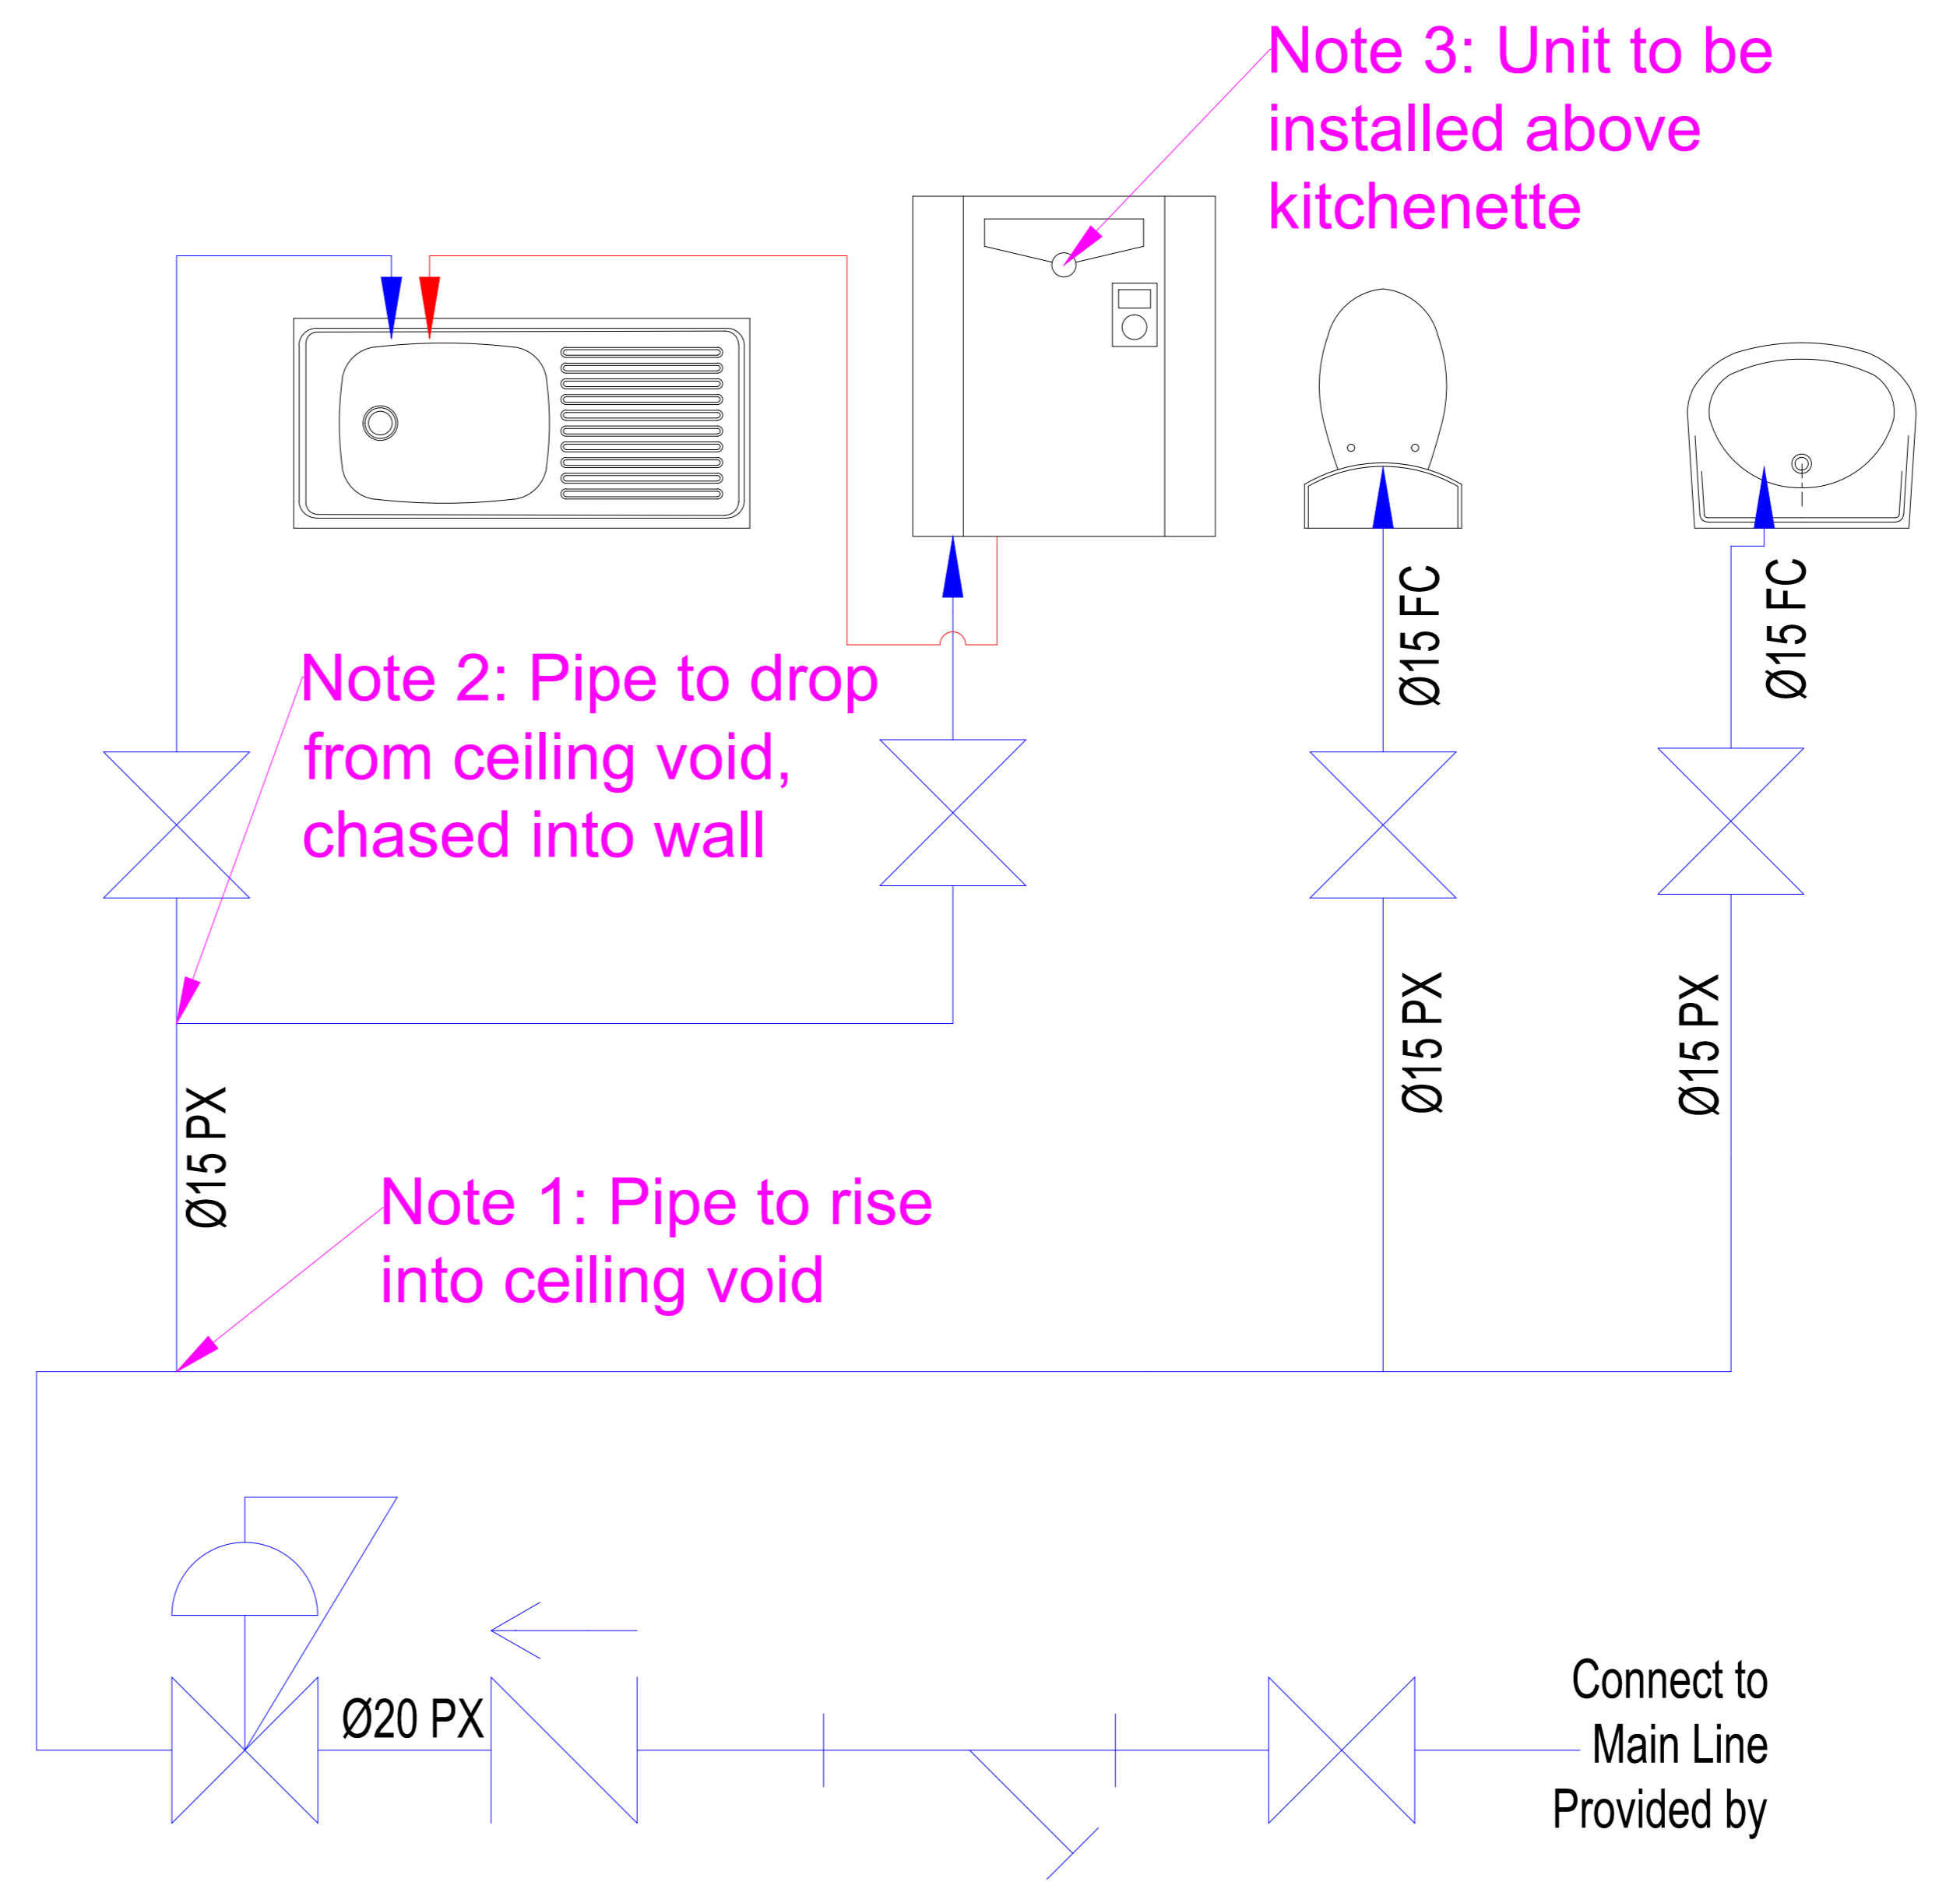 Note 3: Unit to be
installed above
kitchenette
Ø15 FC
Ø15 FC
Note 2: Pipe to drop
from ceiling void,
chased into wall
Ø15 PX
Ø15 PX
Ø15 PX
Note 1: Pipe to rise
into ceiling void
Ø20 PX
Connect to
Main Line
Provided by